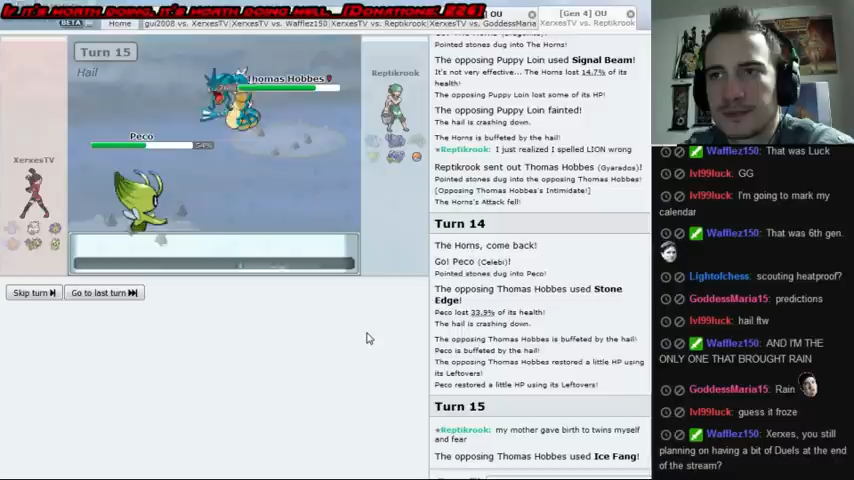 If it's worth doing, it's worth doing well. [Donations: 22$]
OU
[Gen 4] OU
BETA
Home
gui2008 vs. XerxesTV
XerxesTV vs. Wafflez150
XerxesTV vs. Reptikrook
XerxesTV vs. GoddessMaria
XerxesTV vs. Reptikrook
Turn 15
Hail
Thomas Hobbes
Peco
54%
XerxesTV
Reptikrook
Skip turn
Go to last turn
Pointed stones dug into The Horns!
The opposing Puppy Loin used Signal Beam!
It's not very effective... The Horns lost 14.7% of its
health!
The opposing Puppy Loin lost some of its HP!
The opposing Puppy Loin fainted!
The hail is crashing down.
The Horns is buffeted by the hail!
Reptikrook: I just realized I spelled LION wrong
Reptikrook sent out Thomas Hobbes (Gyarados)!
Pointed stones dug into the opposing Thomas Hobbes!
[Opposing Thomas Hobbes's Intimidate!]
The Horns's Attack fell!
Turn 14
The Horns, come back!
Go! Peco (Celebi)!
Pointed stones dug into Peco!
The opposing Thomas Hobbes used Stone
Edge!
Peco lost 33.9% of its health!
The hail is crashing down.
The opposing Thomas Hobbes is buffeted by the hail!
Peco is buffeted by the hail!
The opposing Thomas Hobbes restored a little HP using
its Leftovers!
Peco restored a little HP using its Leftovers!
Turn 15
Reptikrook: my mother gave birth to twins myself
and fear
The opposing Thomas Hobbes used Ice Fang!
Wafflez150: That was Luck
lvl99luck: GG
lvl99luck: I'm going to mark my
calendar
Wafflez150: That was 6th gen.
Lightofchess: scouting heatproof?
GoddessMaria15: predictions
lvl99luck: hail ftw
Wafflez150: AND I'M THE
ONLY ONE THAT BROUGHT RAIN
GoddessMaria15: Rain
lvl99luck: guess it froze
Wafflez150: Xerxes, you still
planning on having a bit of Duels at the end
of the stream?